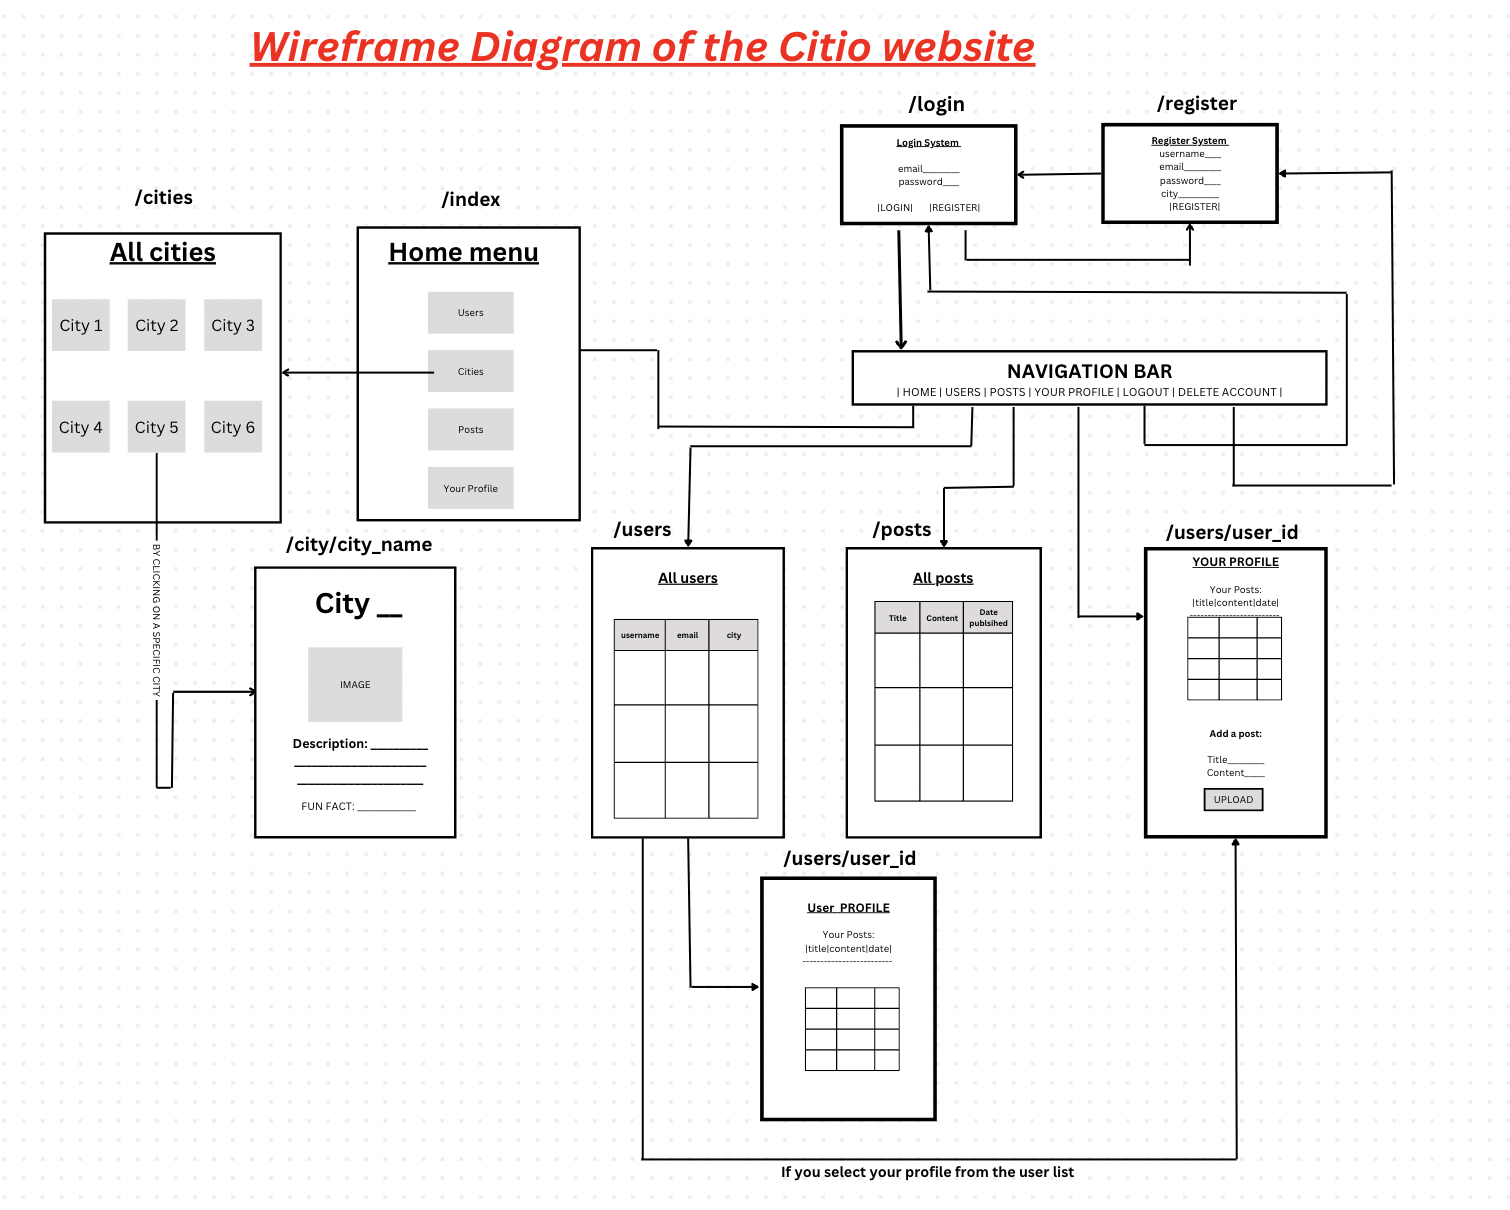 Wireframe Diagram of the Citio website
/login
Login System
email_______
password___
|LOGIN| |REGISTER|
/register
Register System
username___
email_______
password___
city________
|REGISTER|
/cities
All cities
City 1
City 2
City 3
City 4
City 5
City 6
BY CLICKING ON A SPECIFIC CITY
/index
Home menu
Users
Cities
Posts
Your Profile
NAVIGATION BAR
| HOME | USERS | POSTS | YOUR PROFILE | LOGOUT | DELETE ACCOUNT |
/city/city_name
City __
IMAGE
Description: _________
___________________
__________________
FUN FACT: ___________
/users
All users
username
email
city
/posts
All posts
Title
Content
Date
publsihed
/users/user_id
YOUR PROFILE
Your Posts:
|title|content|date|
-------------------------
Add a post:
Title_______
Content____
UPLOAD
/users/user_id
User PROFILE
Your Posts:
|title|content|date|
-------------------------
If you select your profile from the user list